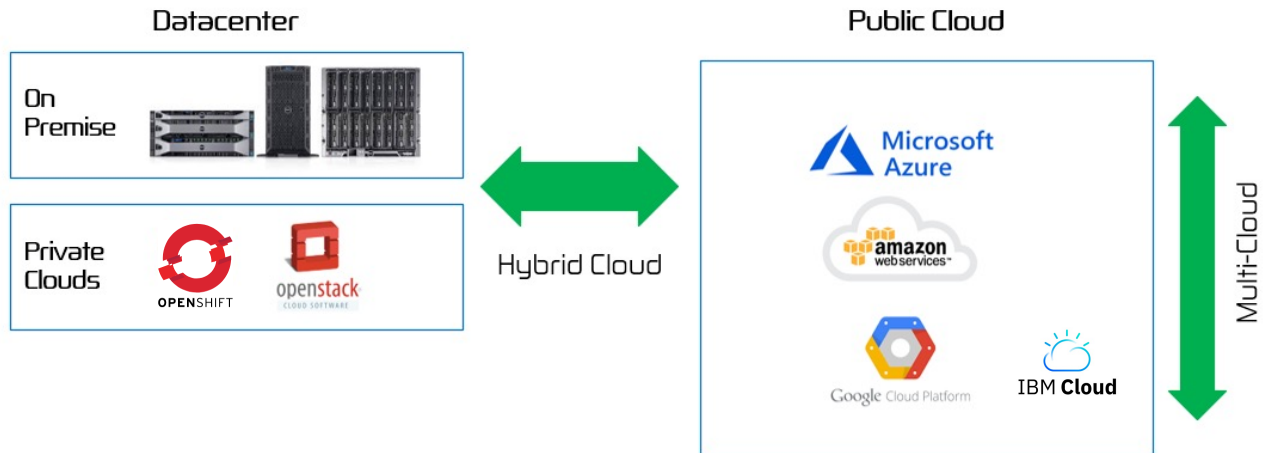 Datacenter
On
Premise
Private
Clouds
OPENSHIFT
openstack
CLOUD SOFTWARE
Hybrid Cloud
Public Cloud
Microsoft
Azure
amazon
webservices™
Google Cloud Platform
IBM Cloud
Multi-Cloud